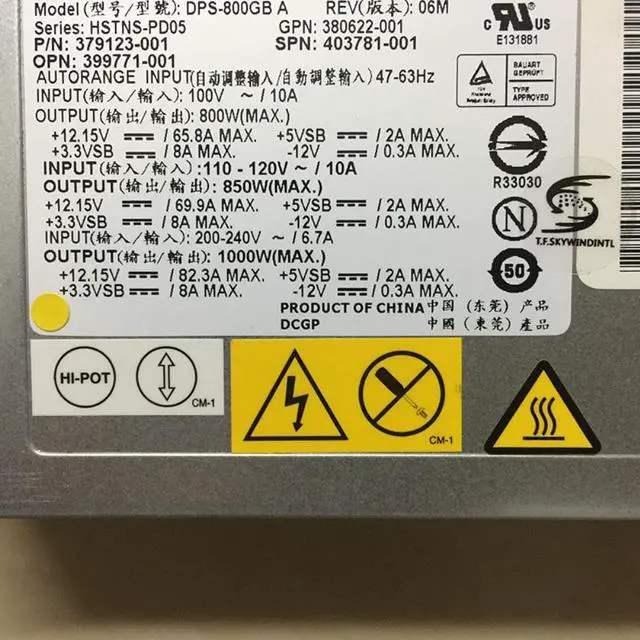 Model (型号/型號): DPS-800GB A REV(版本): 06M
Series: HSTNS-PD05 GPN: 380622-001
P/N: 379123-001 SPN: 403781-001
OPN: 399771-001
AUTORANGE INPUT(自动调整输入/自動調整輸入) 47-63Hz
INPUT(输入/輸入): 100V ~ / 10A
OUTPUT(输出/輸出): 800W(MAX.)
+12.15V / 65.8A MAX. +5VSB / 2A MAX.
+3.3VSB / 8A MAX. -12V / 0.3A MAX.
INPUT(输入/輸入): 110 - 120V ~ / 10A
OUTPUT(输出/輸出): 850W(MAX.)
+12.15V / 69.9A MAX. +5VSB / 2A MAX.
+3.3VSB / 8A MAX. -12V / 0.3A MAX.
INPUT(输入/輸入): 200-240V ~ / 6.7A
OUTPUT(输出/輸出): 1000W(MAX.)
+12.15V / 82.3A MAX. +5VSB / 2A MAX.
+3.3VSB / 8A MAX. -12V / 0.3A MAX.
PRODUCT OF CHINA 中国 (东莞) 产品
DCGP 中國 (東莞) 產品
c RU US
E131881
BAUART GEPRÜFT
TYPE APPROVED
R33030
N
T.F.SKYWINDINTL
50
HI-POT
CM-1
CM-1